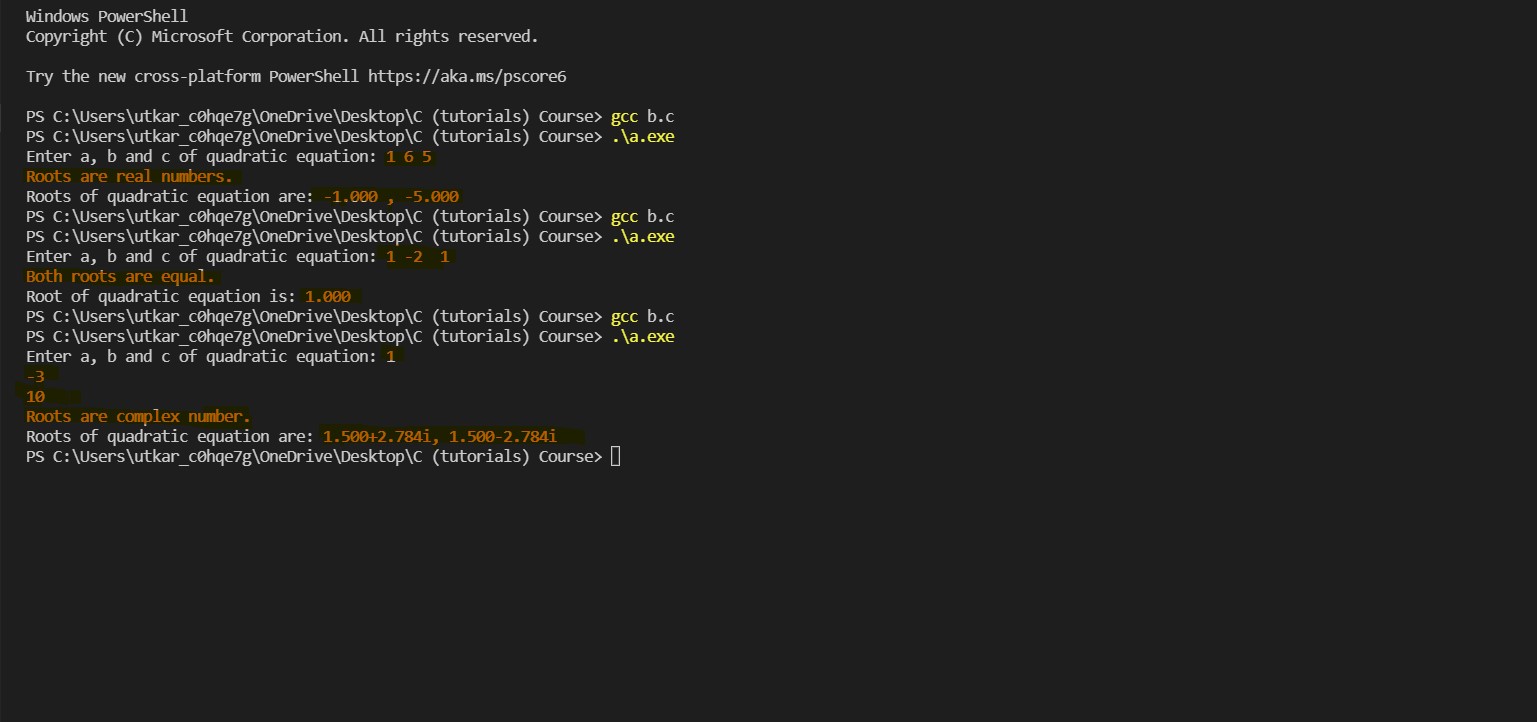 Windows PowerShell
Copyright (C) Microsoft Corporation. All rights reserved.
Try the new cross-platform PowerShell https://aka.ms/pscore6
PS C:\Users\utkar_c0hqe7g\OneDrive\Desktop\C (tutorials) Course> gcc b.c
PS C:\Users\utkar_c0hqe7g\OneDrive\Desktop\C (tutorials) Course> .\a.exe
Enter a, b and c of quadratic equation: 1 6 5
Roots are real numbers.
Roots of quadratic equation are: -1.000 , -5.000
PS C:\Users\utkar_c0hqe7g\OneDrive\Desktop\C (tutorials) Course> gcc b.c
PS C:\Users\utkar_c0hqe7g\OneDrive\Desktop\C (tutorials) Course> .\a.exe
Enter a, b and c of quadratic equation: 1 -2  1
Both roots are equal.
Root of quadratic equation is: 1.000
PS C:\Users\utkar_c0hqe7g\OneDrive\Desktop\C (tutorials) Course> gcc b.c
PS C:\Users\utkar_c0hqe7g\OneDrive\Desktop\C (tutorials) Course> .\a.exe
Enter a, b and c of quadratic equation: 1
-3
10
Roots are complex number.
Roots of quadratic equation are: 1.500+2.784i, 1.500-2.784i
PS C:\Users\utkar_c0hqe7g\OneDrive\Desktop\C (tutorials) Course>